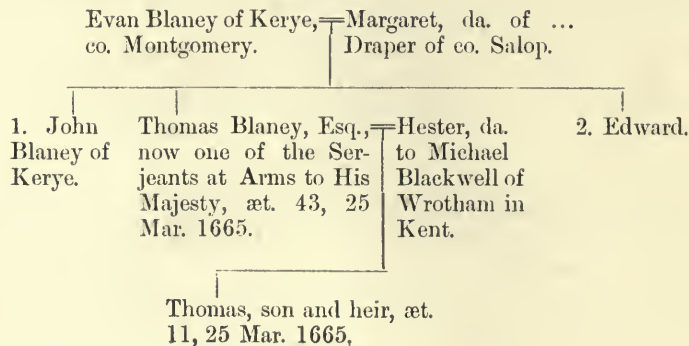 Evan Blaney of Kerye,
co. Montgomery.
Margaret, da. of ...
Draper of co. Salop.
1. John
Blaney of
Kerye.
Thomas Blaney, Esq.,
now one of the Ser-
jeants at Arms to His
Majesty, æt. 43, 25
Mar. 1665.
Hester, da.
to Michael
Blackwell of
Wrotham in
Kent.
2. Edward.
Thomas, son and heir, æt.
11, 25 Mar. 1665,